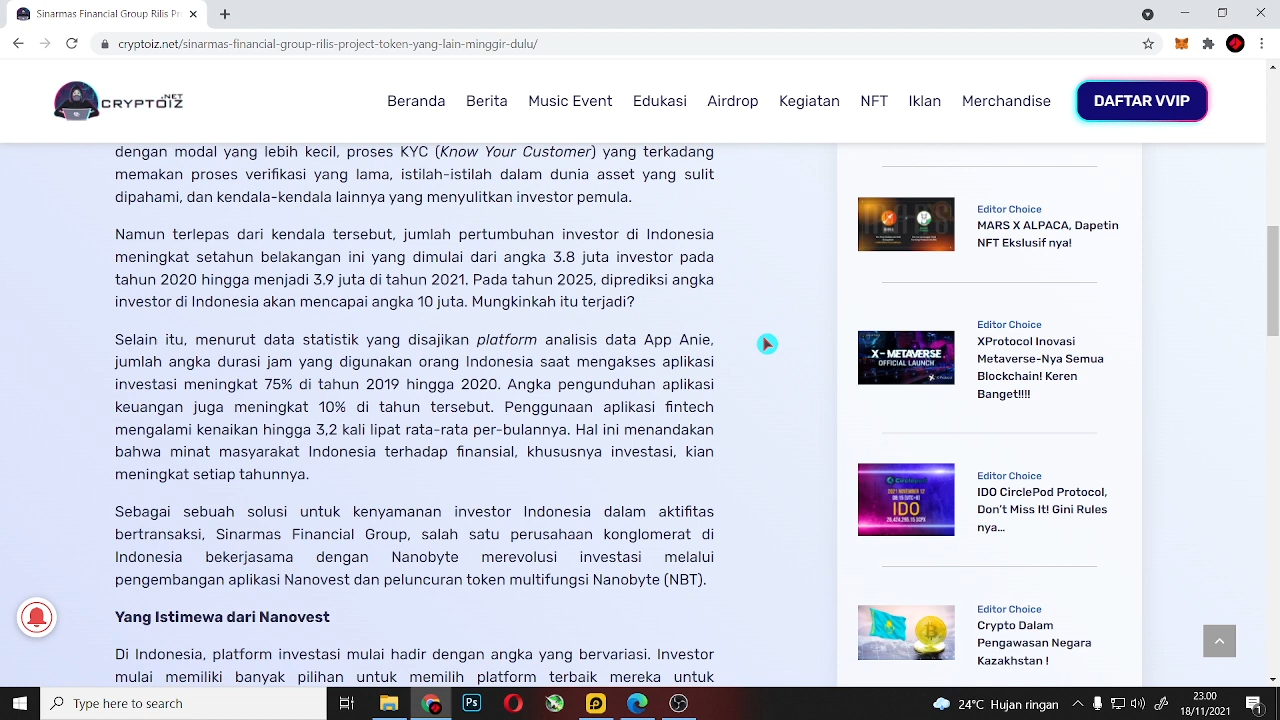 Sinarmas Financial Group Rilis Pr
cryptoiz.net/sinarmas-financial-group-rilis-project-token-yang-lain-minggir-dulu/
CRYPTOIZ.NET
Beranda
Berita
Music Event
Edukasi
Airdrop
Kegiatan
NFT
Iklan
Merchandise
DAFTAR VVIP
dengan modal yang lebih kecil, proses KYC (Know Your Customer) yang terkadang
memakan proses verifikasi yang lama, istilah-istilah dalam dunia asset yang sulit
dipahami, dan kendala-kendala lainnya yang menyulitkan investor pemula.
Namun terlepas dari kendala tersebut, jumlah pertumbuhan investor di Indonesia
meningkat setahun belakangan ini yang dimulai dari angka 3.8 juta investor pada
tahun 2020 hingga menjadi 3.9 juta di tahun 2021. Pada tahun 2025, diprediksi angka
investor di Indonesia akan mencapai angka 10 juta. Mungkinkah itu terjadi?
Selain itu, menurut data statistik yang disajikan platform analisis data App Anie,
jumlah angka durasi jam yang digunakan orang Indonesia saat mengakses aplikasi
investasi meningkat 75% di tahun 2019 hingga 2020. Angka pengunduhan aplikasi
keuangan juga meningkat 10% di tahun tersebut. Penggunaan aplikasi fintech
mengalami kenaikan hingga 3,2 kali lipat rata-rata per-bulannya. Hal ini menandakan
bahwa minat masyarakat Indonesia terhadap finansial, khususnya investasi, kian
meningkat setiap tahunnya.
Sebagai sebuah solusi untuk kenyamanan investor Indonesia dalam aktifitas
bertransaksi, Sinarmas Financial Group, salah satu perusahaan konglomerat di
Indonesia bekerjasama dengan Nanobyte merevolusi investasi melalui
pengembangan aplikasi Nanovest dan peluncuran token multifungsi Nanobyte (NBT).
Yang Istimewa dari Nanovest
Di Indonesia, platform investasi mulai hadir dengan angka yang bervariasi. Investor
mulai memiliki banyak pilihan untuk memilih platform terbaik mereka untuk
Editor Choice
MARS X ALPACA, Dapetin
NFT Ekslusif nya!
X - METAVERSE
OFFICIAL LAUNCH
Editor Choice
XProtocol Inovasi
Metaverse-Nya Semua
Blockchain! Keren
Banget!!!!
2021 NOVEMBER 12
IDO
Editor Choice
IDO CirclePod Protocol,
Don't Miss It! Gini Rules
nya...
Editor Choice
Crypto Dalam
Pengawasan Negara
Kazakhstan !
Type here to search
24°C Hujan ringan
23.00
18/11/2021